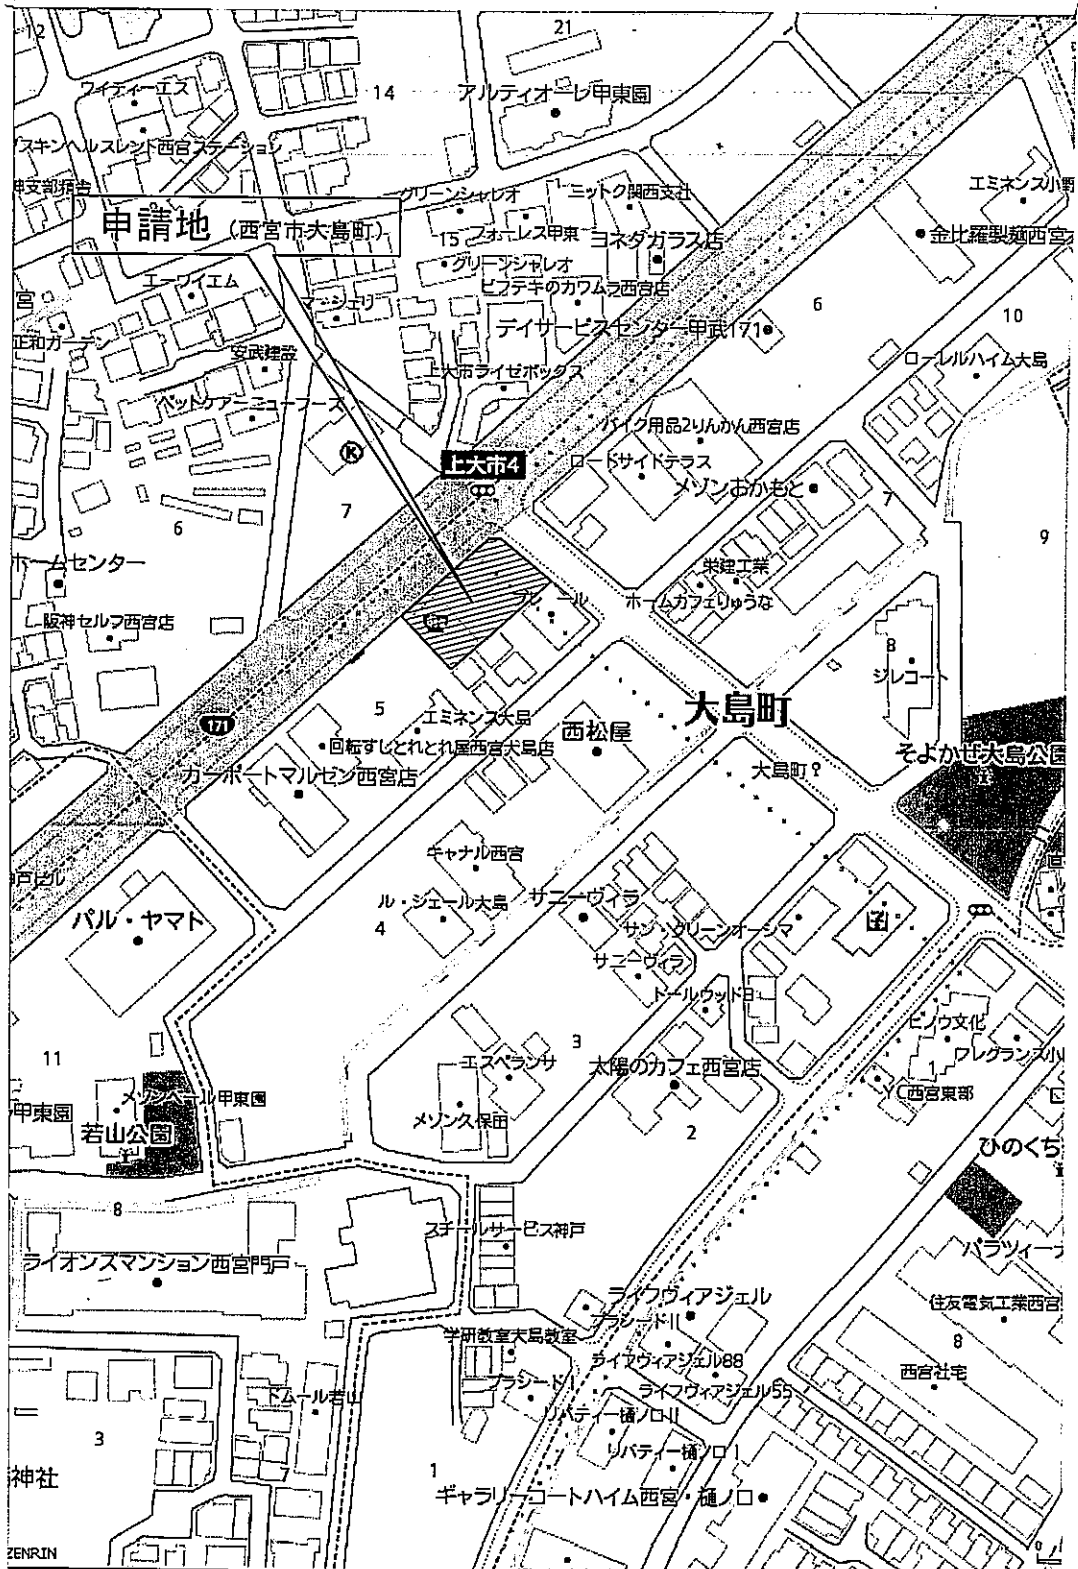 12
21
ワイティーエス
14
アルティオーレ甲東園
スキンヘルスレンド西宮ステーション
グリーンシャレオ
ニットク関西支社
エミネンス小野
申請地 (西宮市大島町)
15
フォーレス甲東
ヨネダガラス店
金比羅製麺西宮
グリーンシャレオ
エーワイエム
ビフテキのカワムラ西宮店
宮
マーシェリ
6
デイサービスセンター甲武171
10
正和ガーデン
安武建設
上大市ライゼボックス
ローレルハイム大島
ペットケアーニューフーズ
バイク用品2りんかん西宮店
K
上大市4
ロードサイドテラス
メゾンおかもと
7
7
6
9
ホームセンター
栄建工業
ホームカフェりゅうな
阪神セルフ西宮店
8
ジレコート
大島町
5
エミネンス大島
西松屋
171
回転すしとれとれ屋西宮大島店
そよかぜ大島公園
カーポートマルゼン西宮店
大島町
キャナル西宮
戸ビル
ル・シェール大島
サニーヴィラ
パル・ヤマト
4
サン・グリーンオーシマ
サニーヴィラ
トールウッドB
ヒノウ文化
3
11
エスペランサ
太陽のカフェ西宮店
フレグランス小
1
メゾンベール甲東園
YC西宮東部
甲東園
メゾン久保田
若山公園
2
ひのくち
8
スチールサービス神戸
パラツィーナ
ライオンズマンション西宮門戸
ライフヴィアジェル
住友電気工業西宮
プラシードII
学研教室大島教室
8
ライフヴィアジェル88
西宮社宅
プラシードI
ライフヴィアジェル55
ドムール若山
リバティー樋ノ口II
3
リバティー樋ノ口I
神社
1
ギャラリーコートハイム西宮・樋ノ口
ZENRIN